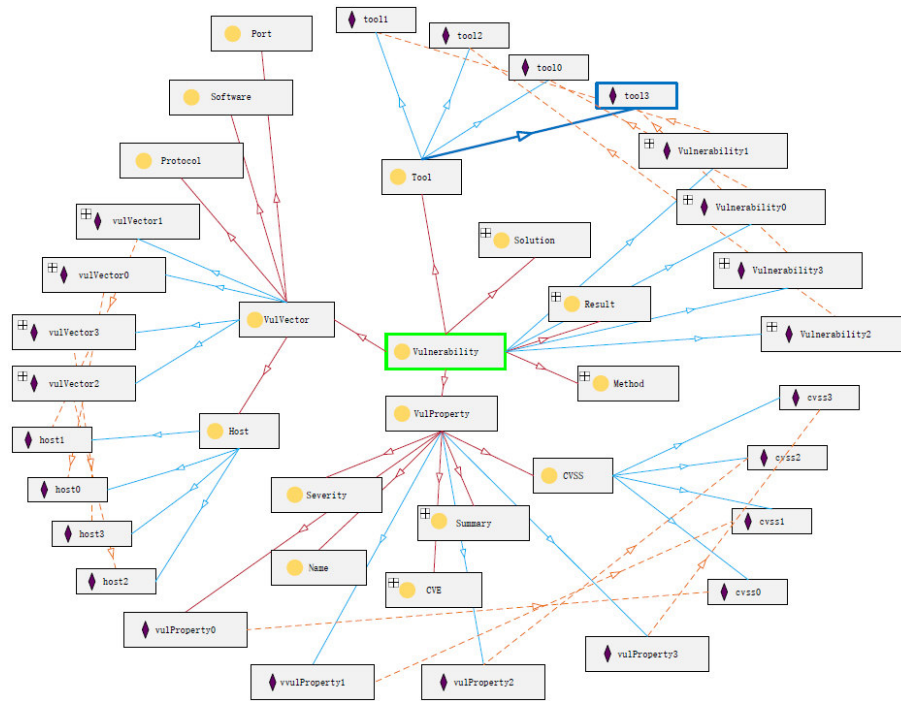 tool1
tool2
Port
tool0
tool3
Software
Vulnerability1
Protocol
Tool
Vulnerability0
vulVector1
Solution
vulVector0
Vulnerability3
Result
VulVector
vulVector3
Vulnerability2
Vulnerability
vulVector2
Method
cvss3
VulProperty
Host
host1
cvss2
CVSS
host0
Severity
cvss1
Summary
host3
Name
host2
CVE
cvss0
vulProperty0
vulProperty3
vvulProperty1
vulProperty2